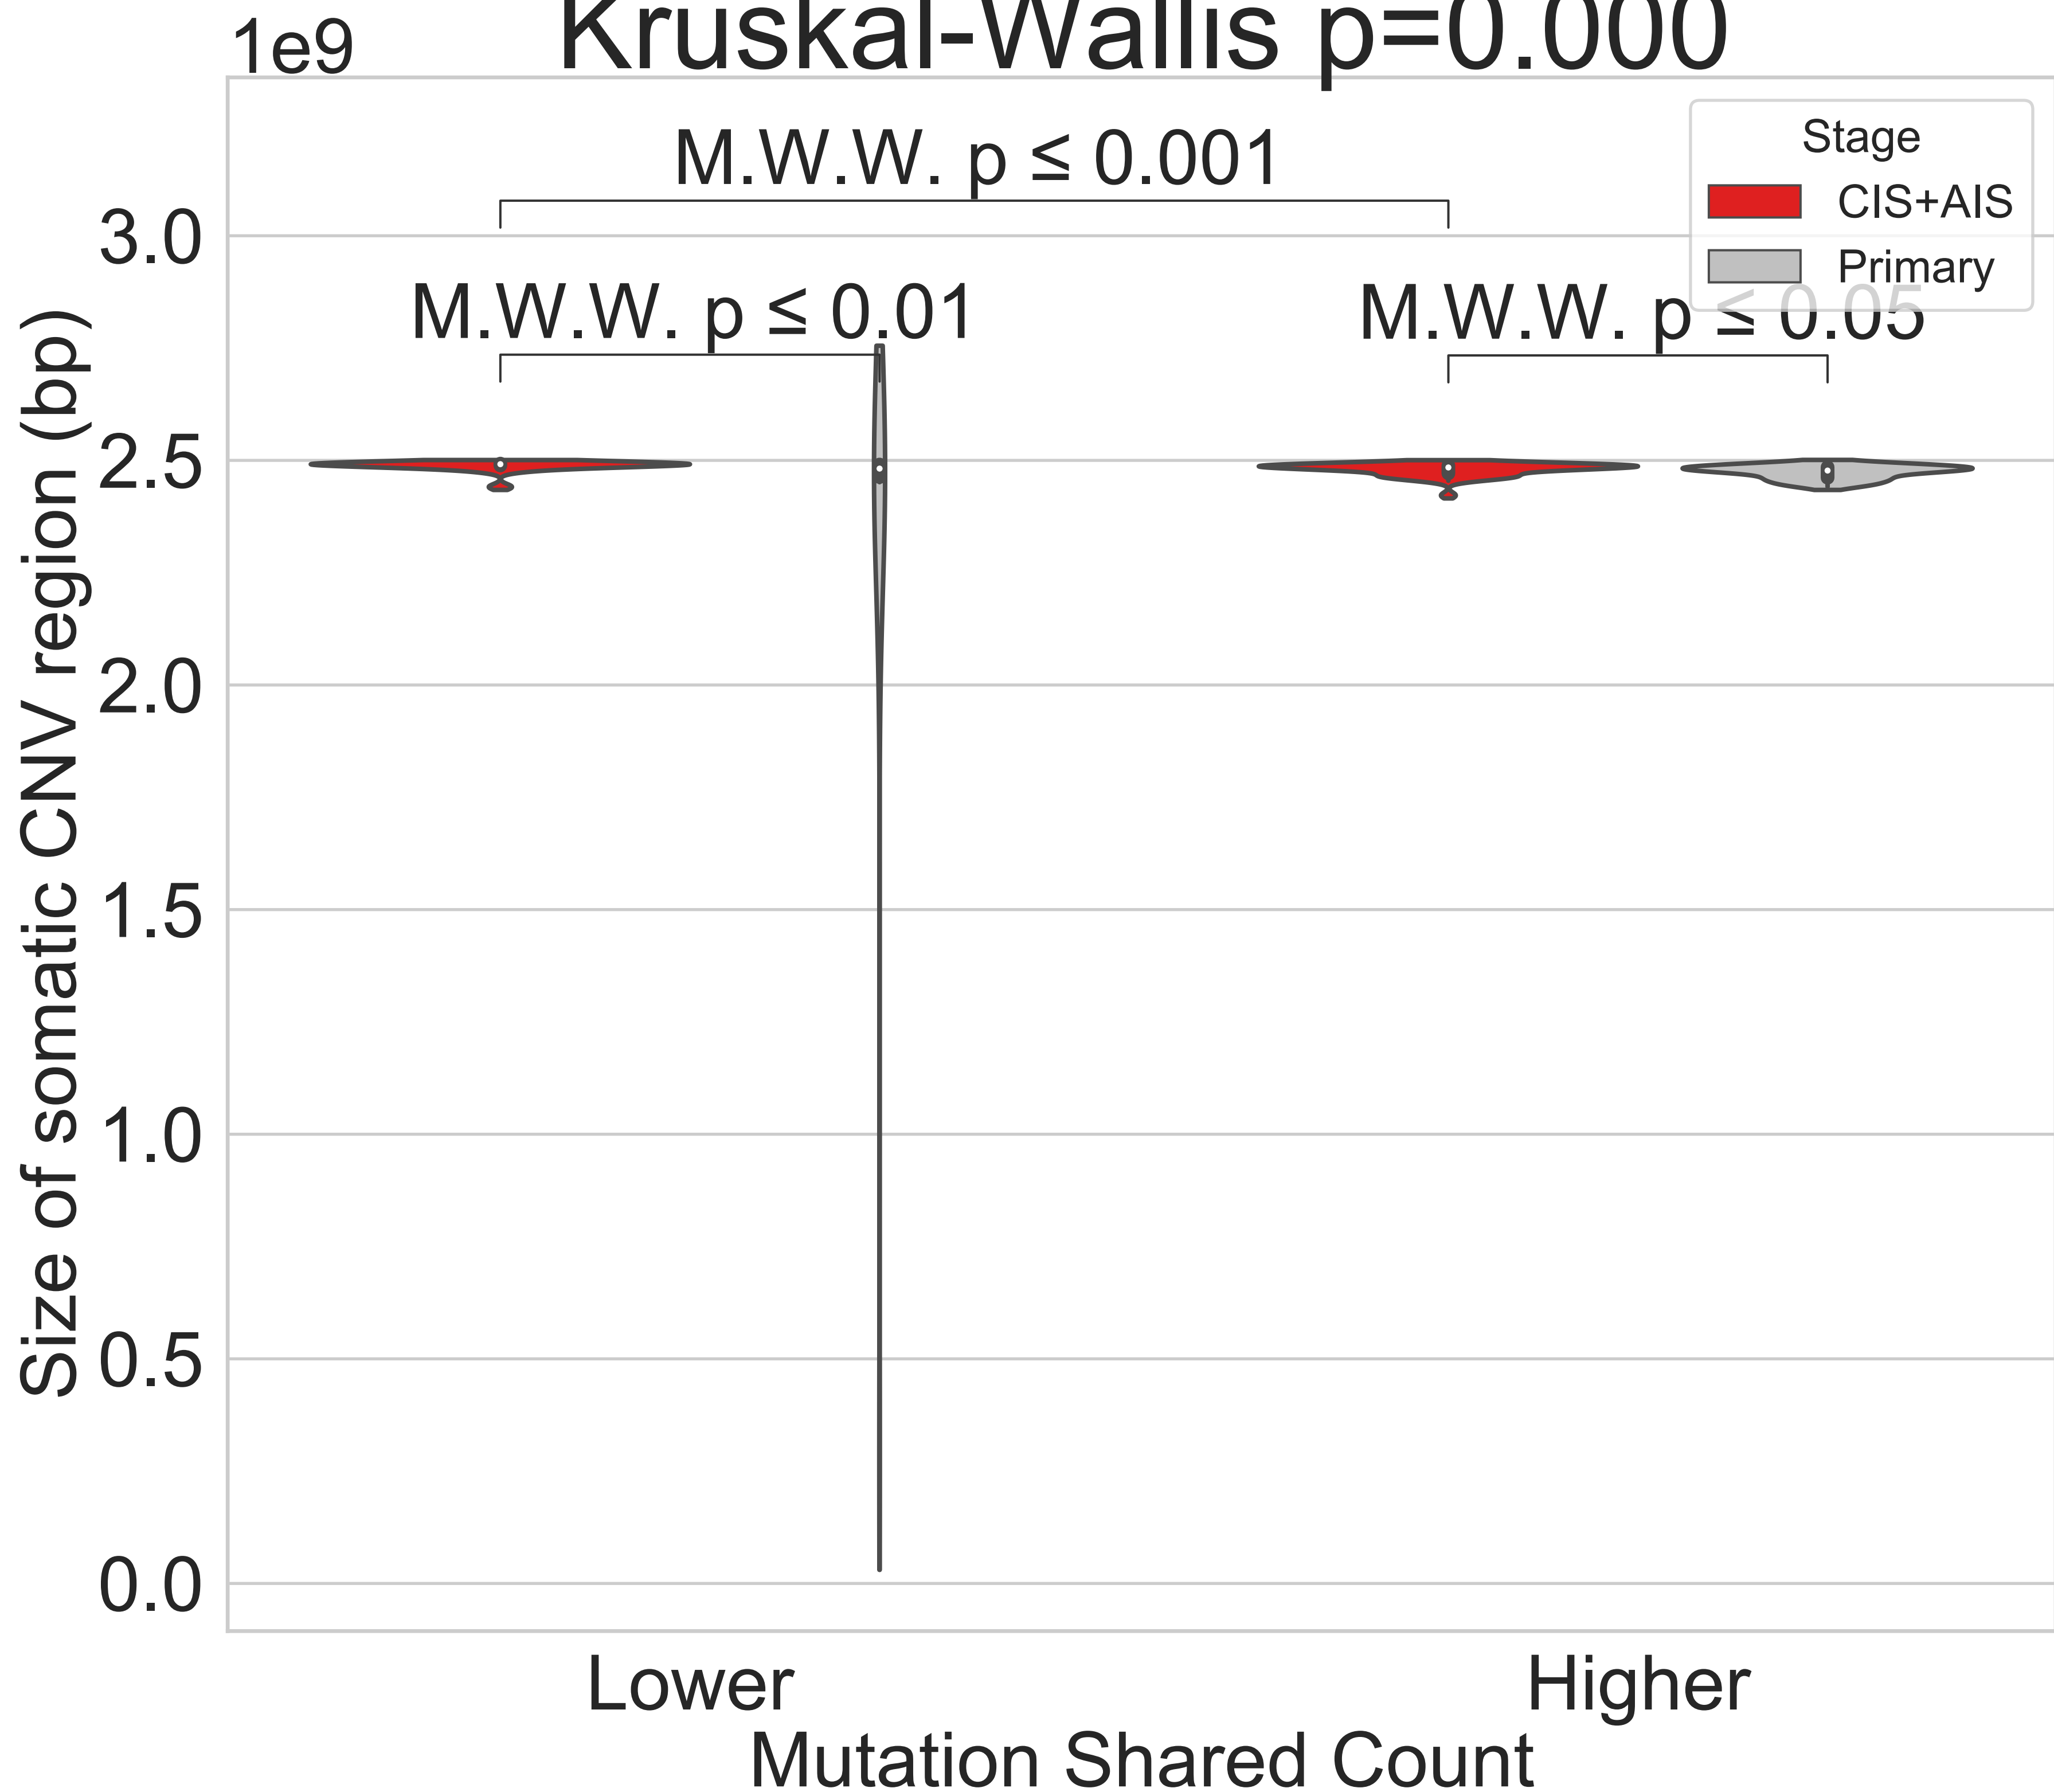 Kruskal-Wallis p=0.000
1e9
M.W.W. p ≤ 0.001
Stage
CIS+AIS
Primary
M.W.W. p ≤ 0.01
M.W.W. p ≤ 0.05
3.0
2.5
2.0
1.5
1.0
0.5
0.0
Size of somatic CNV region (bp)
Lower
Higher
Mutation Shared Count